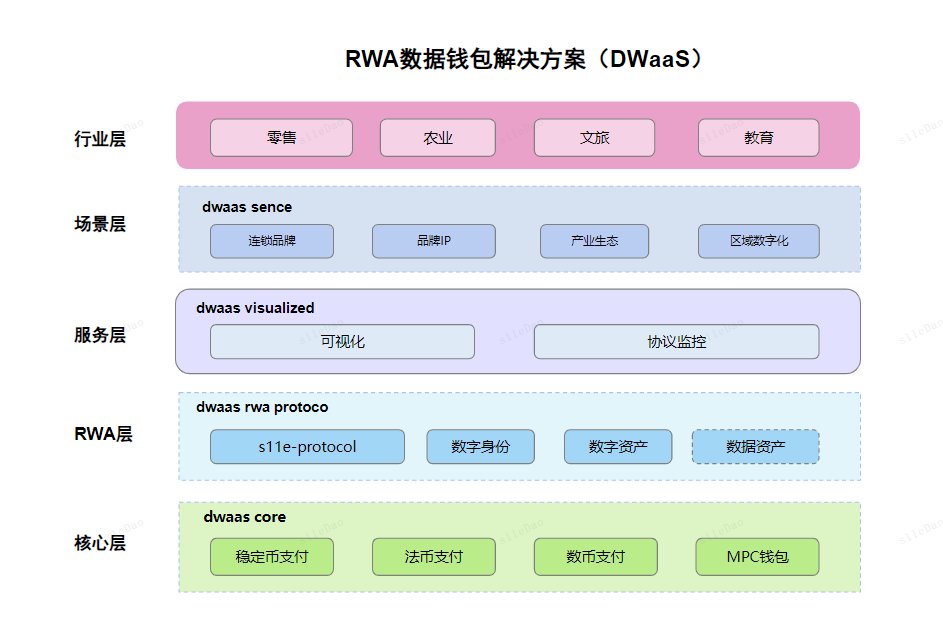 RWA数据钱包解决方案（DWaaS）
行业层
零售 农业 文旅 教育
场景层
dwaas sence
连锁品牌 品牌IP 产业生态 区域数字化
服务层
dwaas visualized
可视化 协议监控
RWA层
dwaas rwa protoco
s11e-protocol 数字身份 数字资产 数据资产
核心层
dwaas core
稳定币支付 法币支付 数币支付 MPC钱包